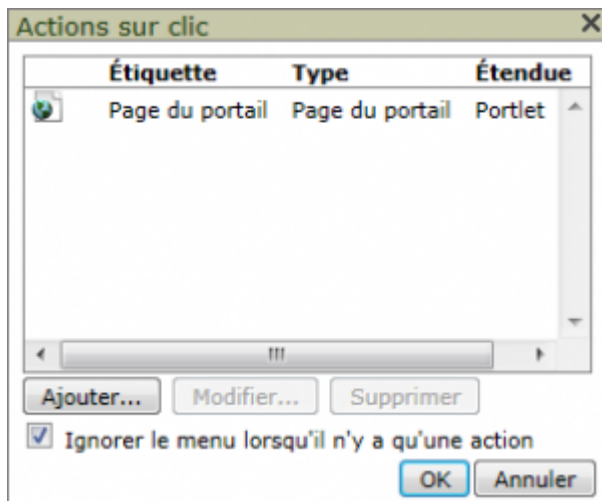 Actions sur clic
Étiquette Type Étendue
Page du portail Page du portail Portlet
Ajouter... Modifier... Supprimer
Ignorer le menu lorsqu'il n'y a qu'une action
OK Annuler